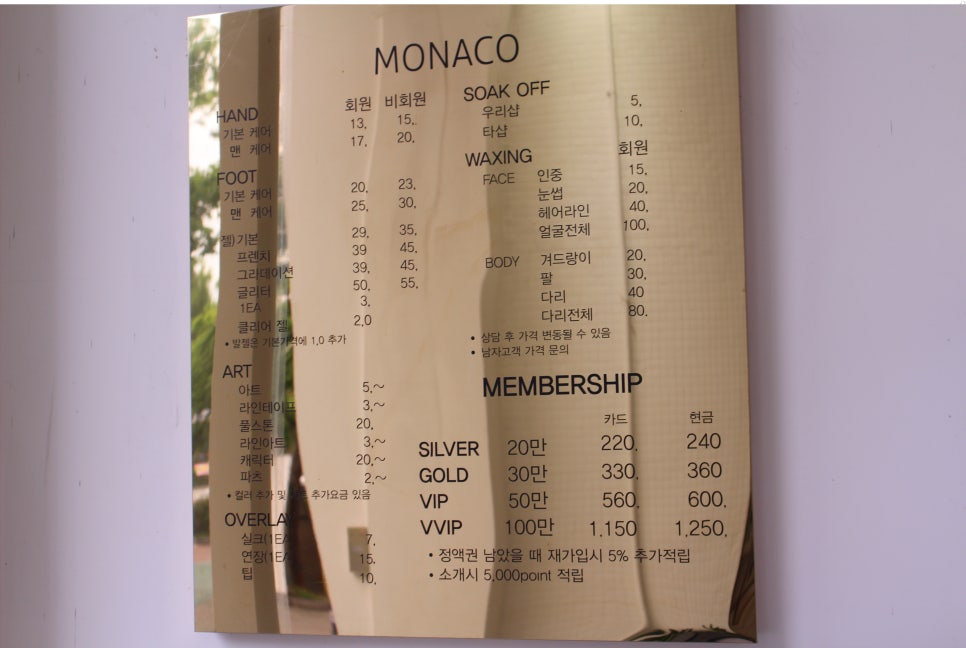 MONACO
회원 비회원
HAND
기본 케어 13, 15,
맨 케어 17, 20,
FOOT
기본 케어 20, 23,
맨 케어 25, 30,
젤)기본 29, 35,
프렌치 39 45,
그라데이션 39, 45,
글리터 50, 55,
1EA 3,
클리어 젤 2,0
• 발젤은 기본가격에 1,0 추가
ART
아트 5,~
라인테이프 3,~
풀스톤 20,
라인아트 3,~
캐릭터 20,~
파츠 2,~
• 컬러 추가 및 추가요금 있음
OVERLAY
실크(1EA 7,
연장(1EA 15,
팁 10,
SOAK OFF
우리샵 5,
타샵 10,
WAXING 회원
FACE 인중 15,
눈썹 20,
헤어라인 40,
얼굴전체 100,
BODY 겨드랑이 20,
팔 30,
다리 40
다리전체 80,
• 상담 후 가격 변동될 수 있음
• 남자고객 가격 문의
MEMBERSHIP
카드 현금
SILVER 20만 220, 240
GOLD 30만 330, 360
VIP 50만 560, 600,
VVIP 100만 1,150 1,250,
• 정액권 남았을 때 재가입시 5% 추가적립
• 소개시 5,000point 적립